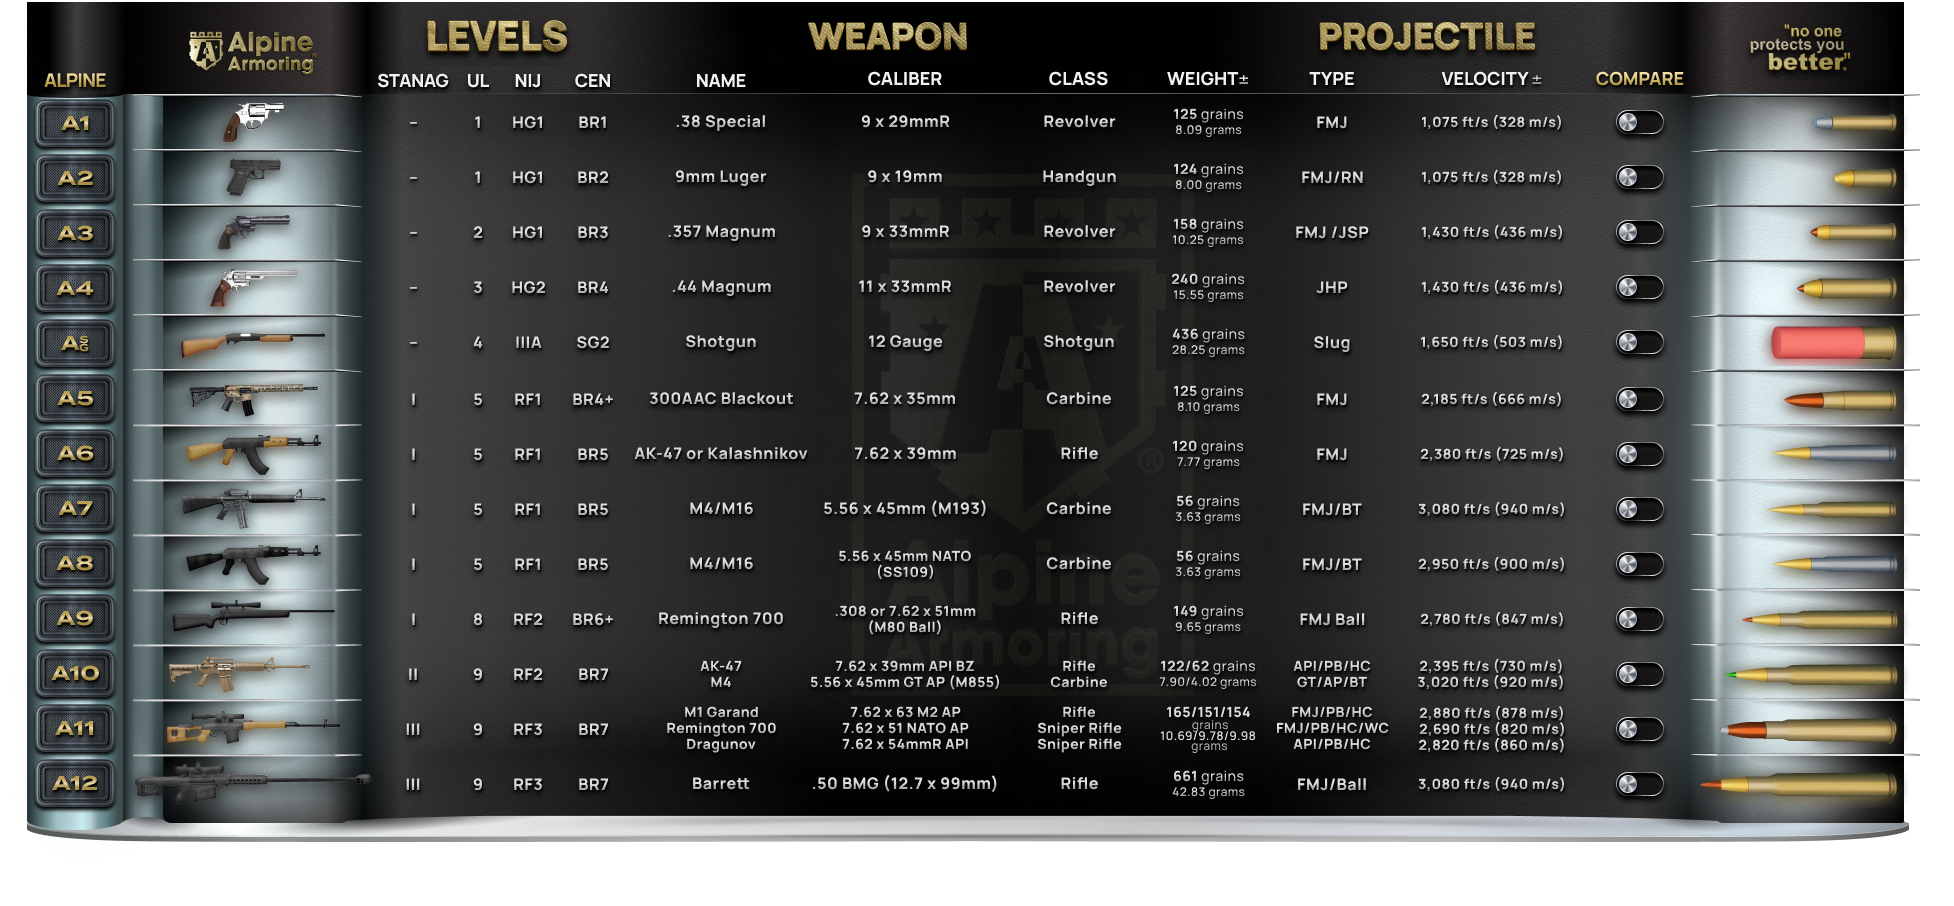 LEVELS WEAPON PROJECTILE
Alpine
Armoring
"no one
protects you
better."
ALPINE STANAG UL NIJ CEN NAME CALIBER CLASS WEIGHT± TYPE VELOCITY± COMPARE
A1 – 1 HG1 BR1 .38 Special 9 x 29mmR Revolver 125 grains FMJ 1,075 ft/s (328 m/s)
8.09 grams
A2 – 1 HG1 BR2 9mm Luger 9 x 19mm Handgun 124 grains FMJ/RN 1,075 ft/s (328 m/s)
8.00 grams
A3 – 2 HG1 BR3 .357 Magnum 9 x 33mmR Revolver 158 grains FMJ /JSP 1,430 ft/s (436 m/s)
10.25 grams
A4 – 3 HG2 BR4 .44 Magnum 11 x 33mmR Revolver 240 grains JHP 1,430 ft/s (436 m/s)
15.55 grams
ASG – 4 IIIA SG2 Shotgun 12 Gauge Shotgun 436 grains Slug 1,650 ft/s (503 m/s)
28.25 grams
A5 I 5 RF1 BR4+ 300AAC Blackout 7.62 x 35mm Carbine 125 grains FMJ 2,185 ft/s (666 m/s)
8.10 grams
A6 I 5 RF1 BR5 AK-47 or Kalashnikov 7.62 x 39mm Rifle 120 grains FMJ 2,380 ft/s (725 m/s)
7.77 grams
A7 I 5 RF1 BR5 M4/M16 5.56 x 45mm (M193) Carbine 56 grains FMJ/BT 3,080 ft/s (940 m/s)
3.63 grams
A8 I 5 RF1 BR5 M4/M16 5.56 x 45mm NATO Carbine 56 grains FMJ/BT 2,950 ft/s (900 m/s)
(SS109) 3.63 grams
A9 I 8 RF2 BR6+ Remington 700 .308 or 7.62 x 51mm Rifle 149 grains FMJ Ball 2,780 ft/s (847 m/s)
(M80 Ball) 9.65 grams
A10 II 9 RF2 BR7 AK-47 7.62 x 39mm API BZ Rifle 122/62 grains API/PB/HC 2,395 ft/s (730 m/s)
M4 5.56 x 45mm GT AP (M855) Carbine 7.90/4.02 grams GT/AP/BT 3,020 ft/s (920 m/s)
M1 Garand 7.62 x 63 M2 AP Rifle 165/151/154 grains FMJ/PB/HC 2,880 ft/s (878 m/s)
A11 III 9 RF3 BR7 Remington 700 7.62 x 51 NATO AP Sniper Rifle 10.69/9.78/9.98 grams FMJ/PB/HC/WC 2,690 ft/s (820 m/s)
Dragunov 7.62 x 54mmR API Sniper Rifle API/PB/HC 2,820 ft/s (860 m/s)
A12 III 9 RF3 BR7 Barrett .50 BMG (12.7 x 99mm) Rifle 661 grains FMJ/Ball 3,080 ft/s (940 m/s)
42.83 grams
Alpine
Armoring
®